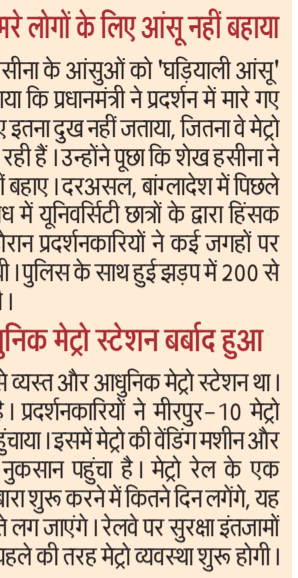 मरे लोगों के लिए आंसू नहीं बहाया
सीना के आंसुओं को 'घड़ियाली आंसू'
या कि प्रधानमंत्री ने प्रदर्शन में मारे गए
इतना दुख नहीं जताया, जितना वे मेट्रो
रही हैं। उन्होंने पूछा कि शेख हसीना ने
बहाए। दरअसल, बांग्लादेश में पिछले
ध में यूनिवर्सिटी छात्रों के द्वारा हिंसक
रान प्रदर्शनकारियों ने कई जगहों पर
ी। पुलिस के साथ हुई झड़प में 200 से
।
निक मेट्रो स्टेशन बर्बाद हुआ
से व्यस्त और आधुनिक मेट्रो स्टेशन था।
है। प्रदर्शनकारियों ने मीरपुर-10 मेट्रो
हुंचाया। इसमें मेट्रो की वेंडिंग मशीन और
नुकसान पहुंचा है। मेट्रो रेल के एक
बारा शुरू करने में कितने दिन लगेंगे, यह
ते लग जाएंगे। रेलवे पर सुरक्षा इंतजामों
पहले की तरह मेट्रो व्यवस्था शुरू होगी।